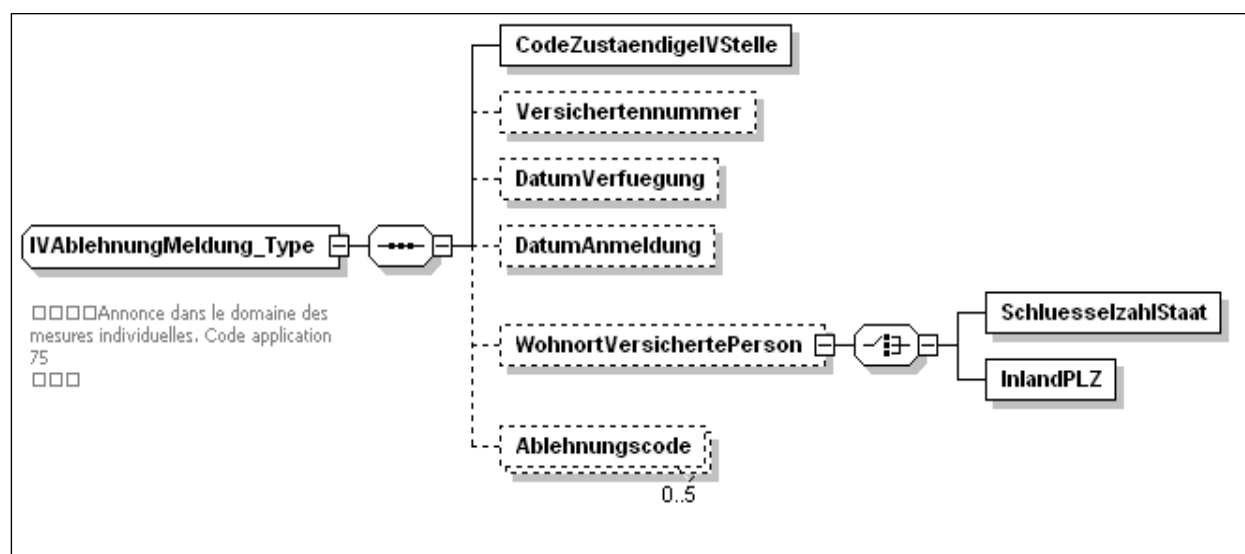 CodeZustaendigeIVStelle
Versichertennummer
DatumVerfuegung
DatumAnmeldung
IVAblehnungMeldung_Type
□□□□Annonce dans le domaine des
mesures individuelles. Code application
75
□□□
WohnortVersichertePerson
SchluesselzahlStaat
InlandPLZ
Ablehnungscode
0..5